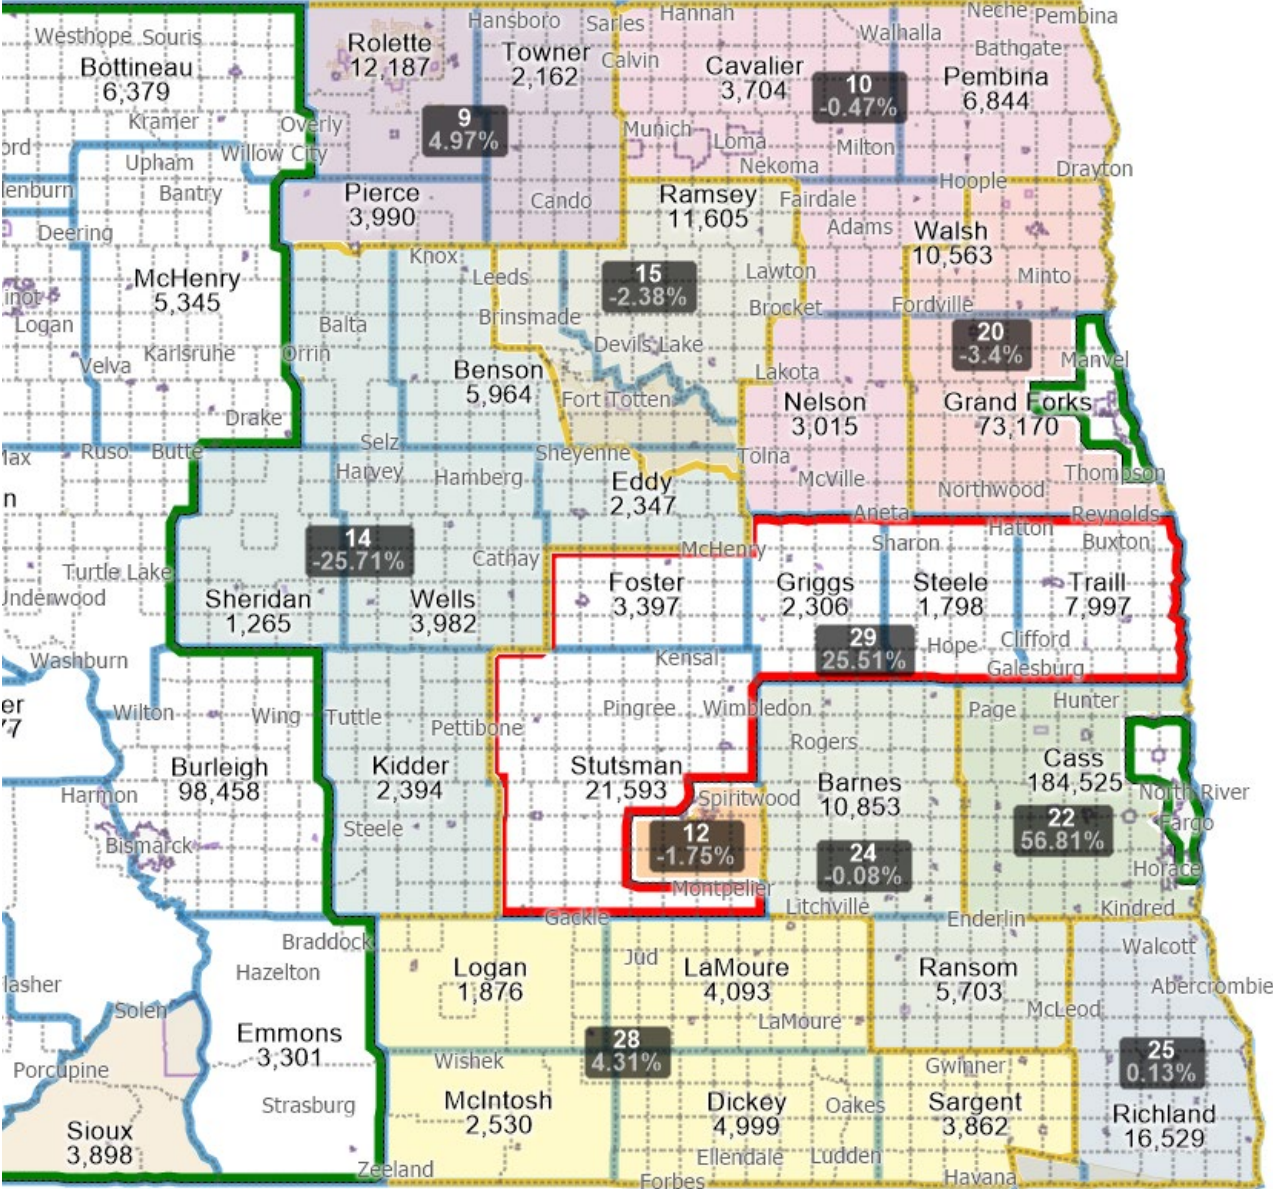 Hannah
Neche
Pembina
Hansboro
Sarles
Westhope Souris
Rolette
12,187
Towner
2,162
Walhalla
Bathgate
Bottineau
6,379
Calvin
Cavalier
3,704
10
-0.47%
Pembina
6,844
Kramer
Overly
9
4.97%
Munich
Loma
Milton
Upham
Willow City
Nekoma
Drayton
Hoople
Bantry
Pierce
3,990
Cando
Ramsey
11,605
Fairdale
Adams
Walsh
10,563
Deering
Knox
Leeds
15
-2.38%
Lawton
Minto
McHenry
5,345
Brinsmade
Brocket
Fordville
Logan
Balta
Karlsruhe
Orrin
Devils Lake
20
-3.4%
Manvel
Velva
Benson
5,964
Lakota
Fort Totten
Nelson
3,015
Grand Forks
73,170
Drake
Ruso
Butte
Selz
Sheyenne
Tolna
Harvey
Hamberg
Eddy
2,347
McVille
Thompson
Northwood
Aneta
Reynolds
14
-25.71%
Cathay
McHenry
Sharon
Hatton
Buxton
Turtle Lake
Foster
3,397
Griggs
2,306
Steele
1,798
Traill
7,997
Sheridan
1,265
Wells
3,982
29
25.51%
Hope
Clifford
Galesburg
Washburn
Kensal
Wilton
Wing
Tuttle
Pettibone
Pingree
Wimbledon
Page
Hunter
Rogers
Burleigh
98,458
Kidder
2,394
Stutsman
21,593
Barnes
10,853
Cass
184,525
Harmon
Spiritwood
North River
Steele
12
-1.75%
22
56.81%
Fargo
Bismarck
24
-0.08%
Horace
Montpelier
Litchville
Kindred
Gackle
Enderlin
Braddock
Hazelton
Logan
1,876
Jud
LaMoure
4,093
Ransom
5,703
Walcott
Abercrombie
McLeod
Solen
LaMoure
Emmons
3,301
28
4.31%
25
0.13%
Porcupine
Wishek
Gwinner
Strasburg
McIntosh
2,530
Dickey
4,999
Oakes
Sargent
3,862
Richland
16,529
Sioux
3,898
Zeeland
Ellendale
Ludden
Forbes
Havana